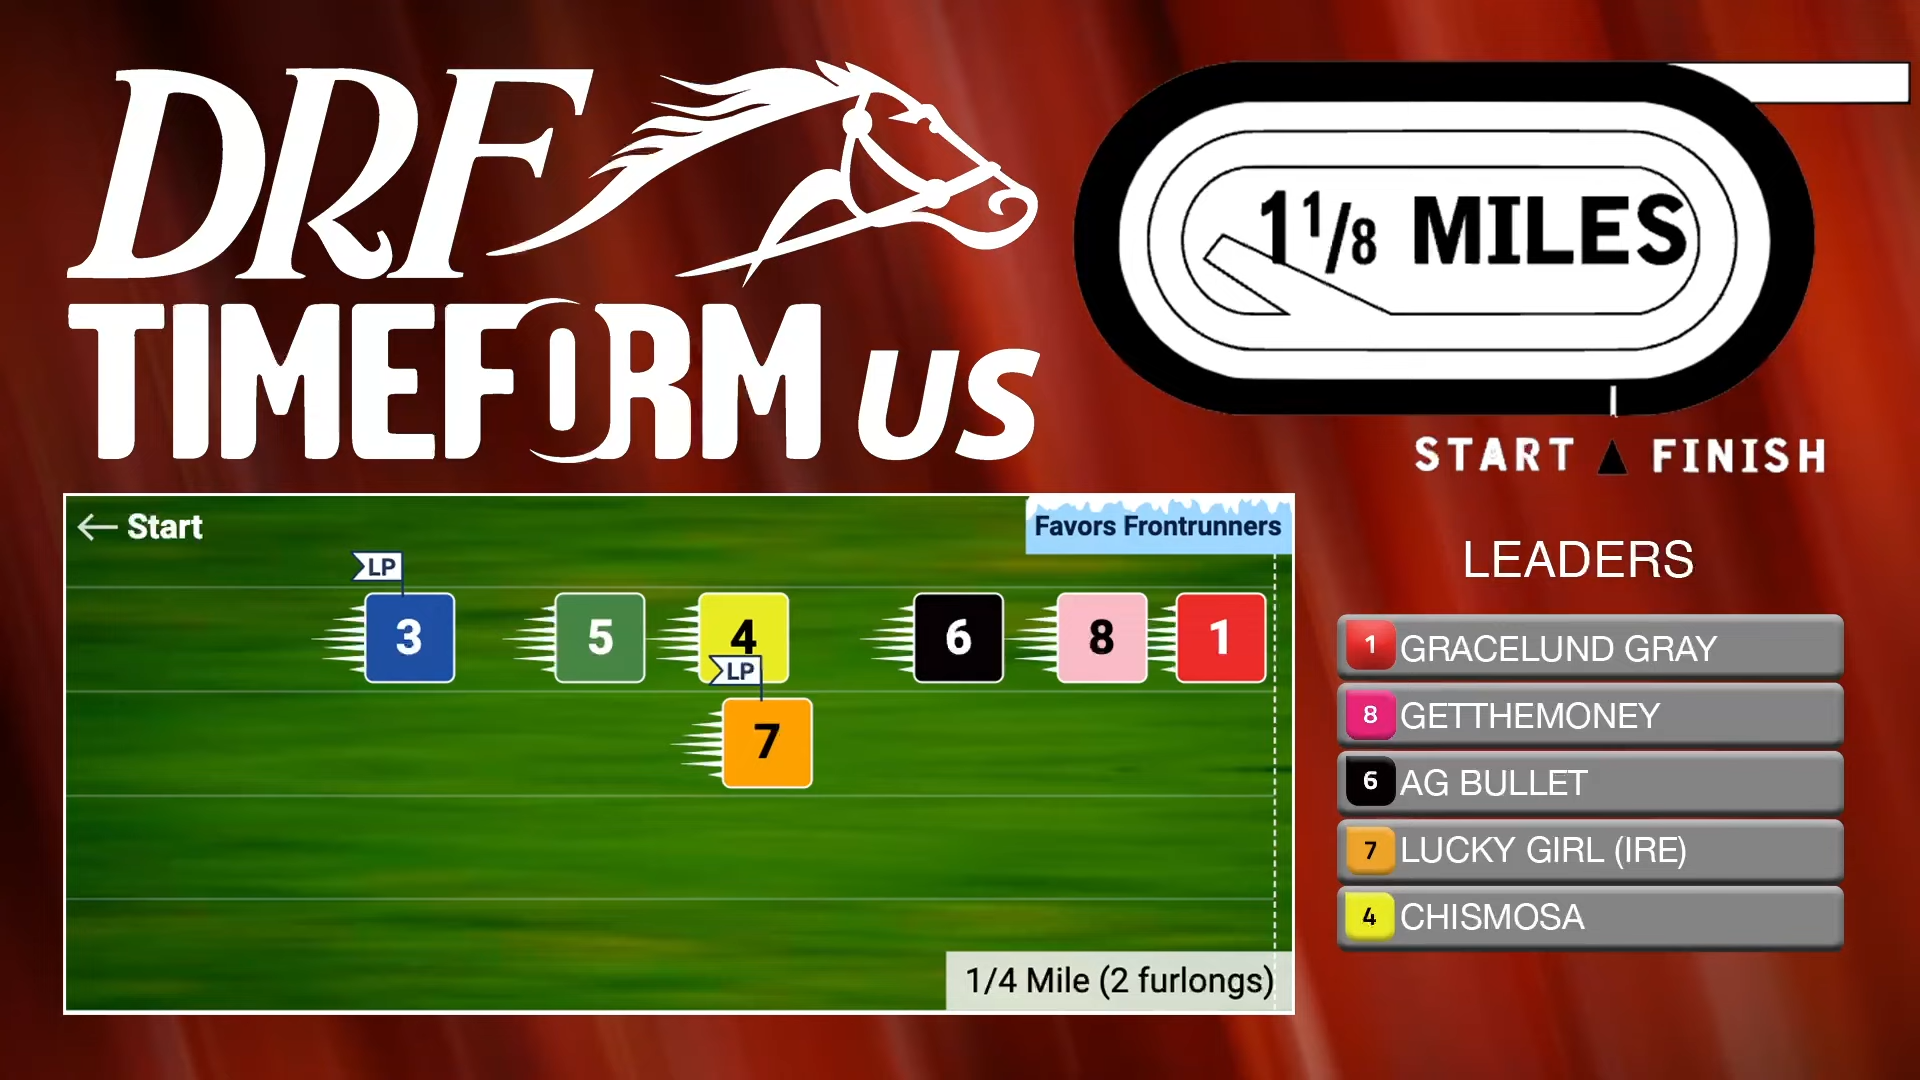 DRF
TIMEFORM US
1 1/8 MILES
START ▲ FINISH
← Start
Favors Frontrunners
LP
3
5
4
6
8
1
LP
7
1/4 Mile (2 furlongs)
LEADERS
1 GRACELUND GRAY
8 GETTHEMONEY
6 AG BULLET
7 LUCKY GIRL (IRE)
4 CHISMOSA